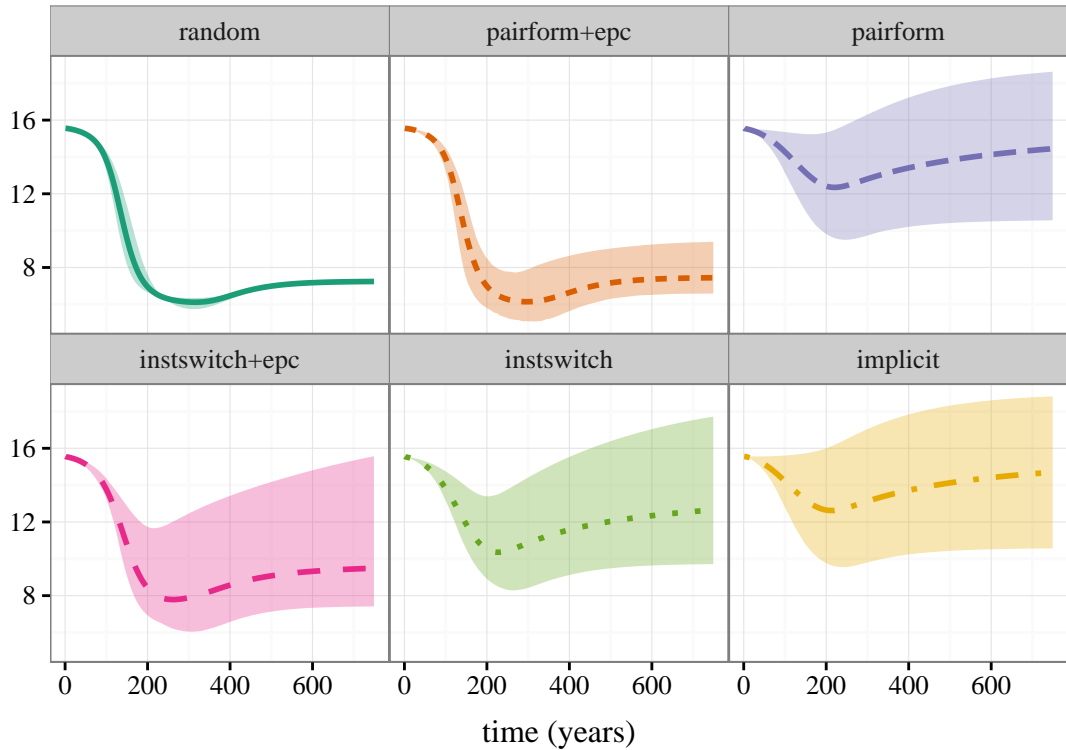 random pairform+epc pairform
16
12
8
instswitch+epc instswitch implicit
16
12
8
0 200 400 600 0 200 400 600 0 200 400 600
time (years)